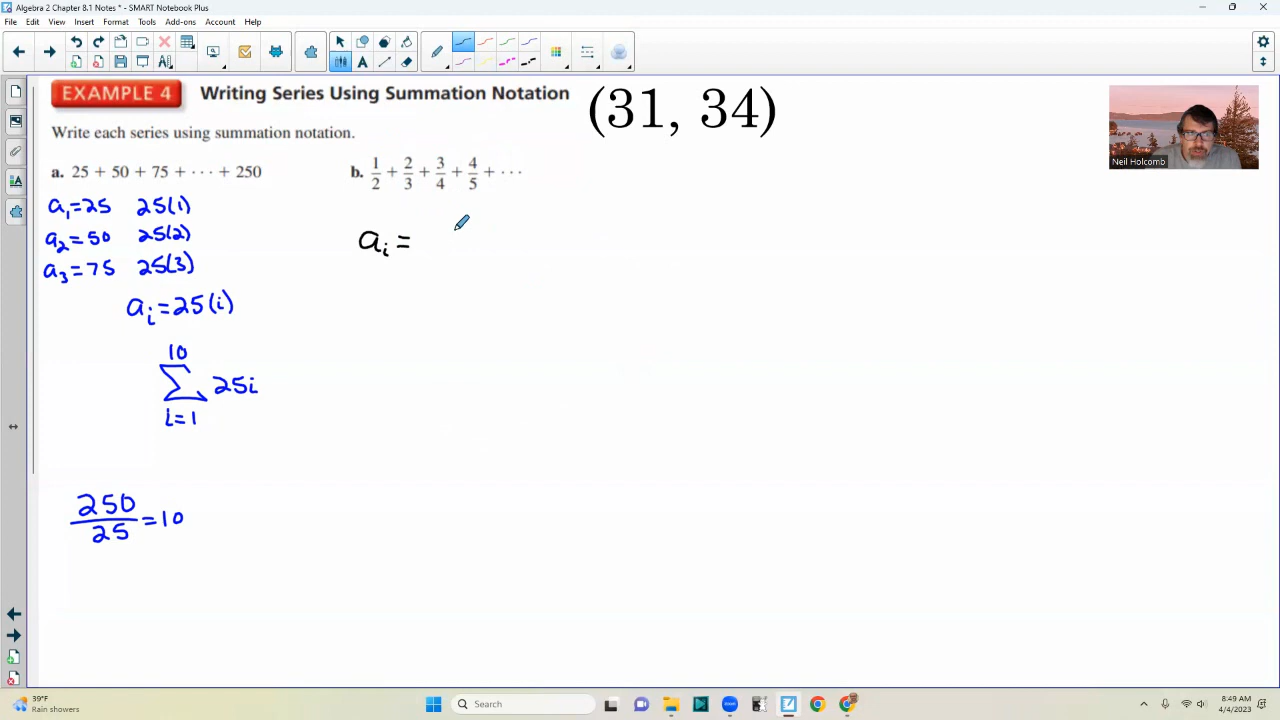 Algebra 2 Chapter 8.1 Notes * - SMART Notebook Plus
File Edit View Insert Format Tools Add-ons Account Help
EXAMPLE 4 Writing Series Using Summation Notation
(31, 34)
Write each series using summation notation.
a. 25 + 50 + 75 + · · · + 250
b. 1/2 + 2/3 + 3/4 + 4/5 + · · ·
a₁=25 25(1)
a₂=50 25(2)
a₃=75 25(3)
aᵢ=25(i)
aᵢ=
10
∑ 25i
i=1
250/25=10
Neil Holcomb
39°F
Rain showers
Search
8:49 AM
4/4/2023